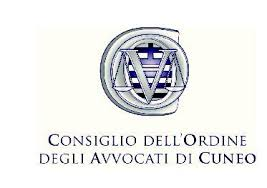 CONSIGLIO DELL'ORDINE
DEGLI AVVOCATI DI CUNEO